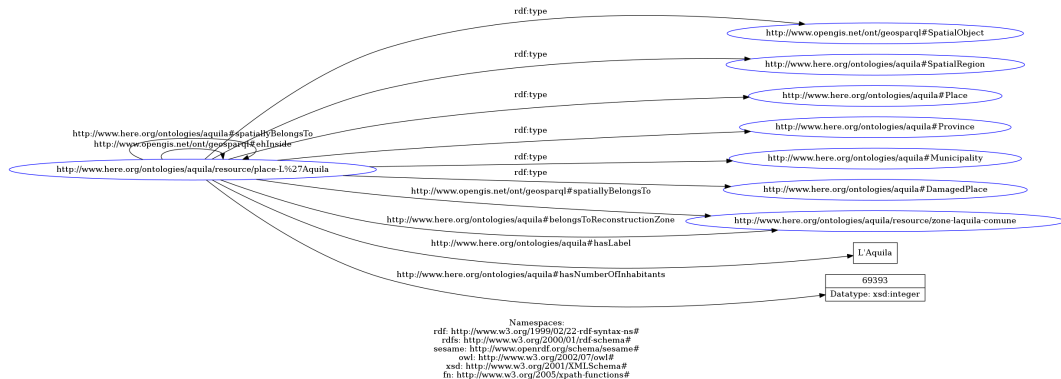 rdf:type
http://www.opengis.net/ont/geosparql#SpatialObject
rdf:type
http://www.here.org/ontologies/aquila#SpatialRegion
rdf:type
http://www.here.org/ontologies/aquila#Place
rdf:type
http://www.here.org/ontologies/aquila#Province
http://www.here.org/ontologies/aquila#spatiallyBelongsTo
http://www.opengis.net/ont/geosparql#ehInside
rdf:type
http://www.here.org/ontologies/aquila#Municipality
http://www.here.org/ontologies/aquila/resource/place-L%27Aquila
rdf:type
http://www.here.org/ontologies/aquila#DamagedPlace
http://www.opengis.net/ont/geosparql#spatiallyBelongsTo
http://www.here.org/ontologies/aquila#belongsToReconstructionZone
http://www.here.org/ontologies/aquila/resource/zone-laquila-comune
http://www.here.org/ontologies/aquila#hasLabel
L'Aquila
http://www.here.org/ontologies/aquila#hasNumberOfInhabitants
69393
Datatype: xsd:integer
Namespaces:
rdf: http://www.w3.org/1999/02/22-rdf-syntax-ns#
rdfs: http://www.w3.org/2000/01/rdf-schema#
sesame: http://www.openrdf.org/schema/sesame#
owl: http://www.w3.org/2002/07/owl#
xsd: http://www.w3.org/2001/XMLSchema#
fn: http://www.w3.org/2005/xpath-functions#